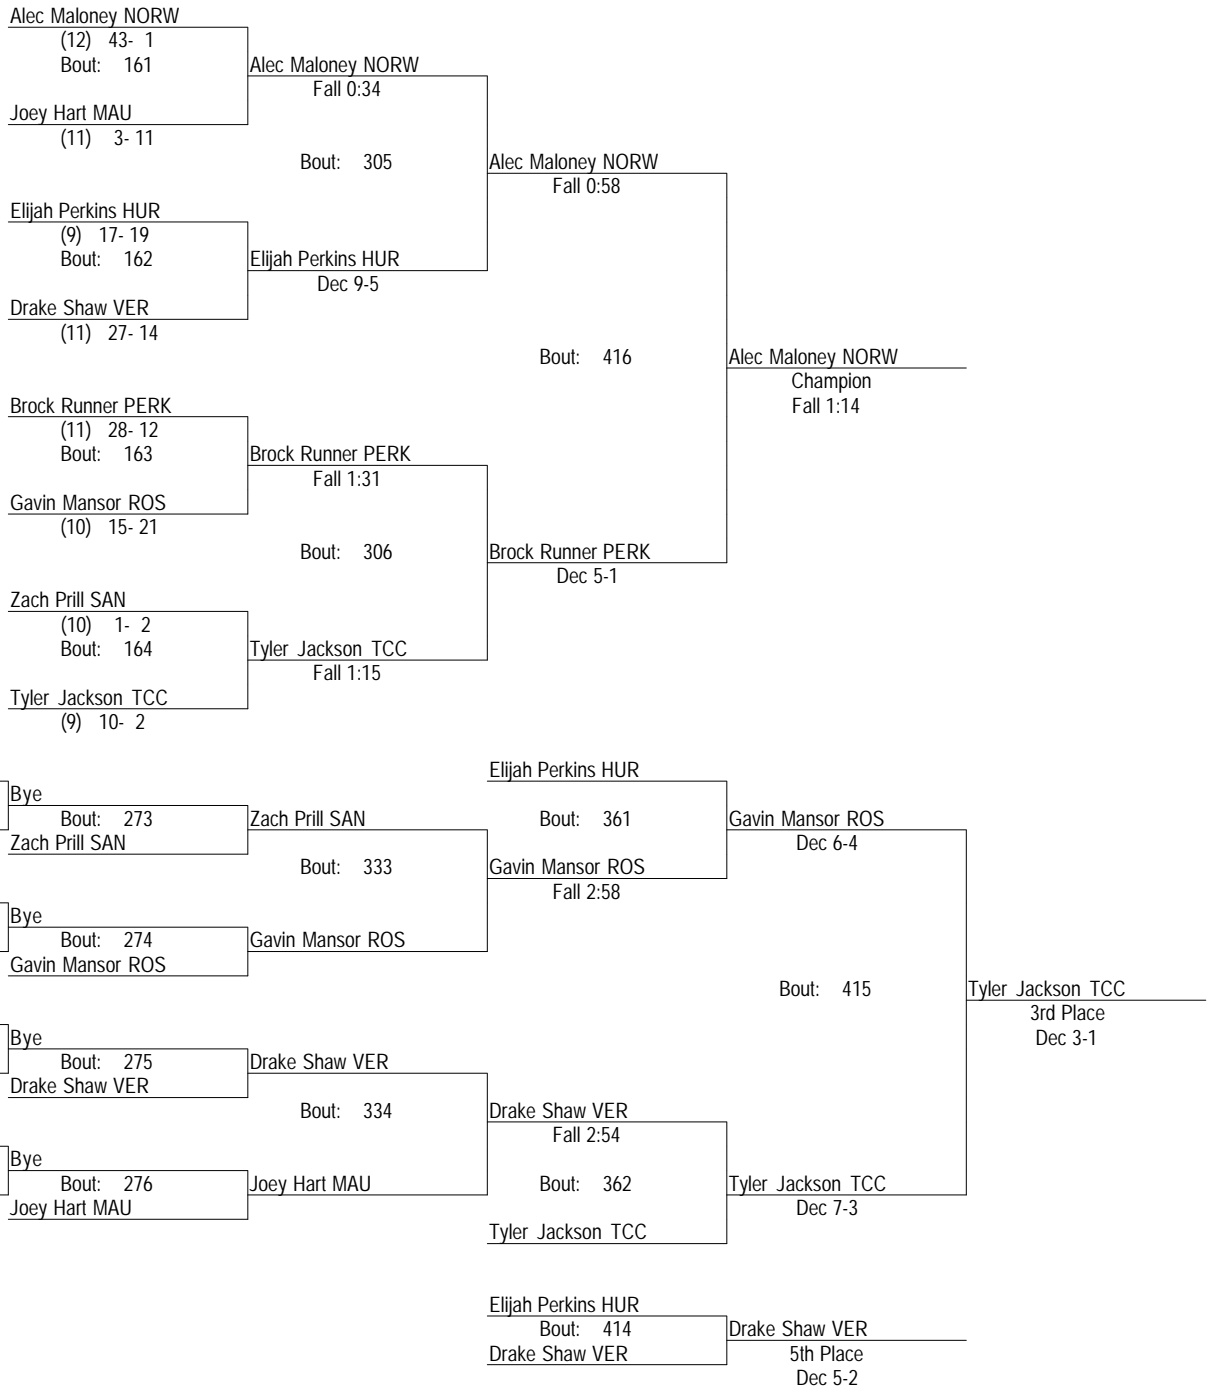 Alec Maloney NORW
(12) 43- 1
Bout: 161
Alec Maloney NORW
Fall 0:34
Joey Hart MAU
(11) 3- 11
Bout: 305
Alec Maloney NORW
Fall 0:58
Elijah Perkins HUR
(9) 17- 19
Bout: 162
Elijah Perkins HUR
Dec 9-5
Drake Shaw VER
(11) 27- 14
Bout: 416
Alec Maloney NORW
Champion
Fall 1:14
Brock Runner PERK
(11) 28- 12
Bout: 163
Brock Runner PERK
Fall 1:31
Gavin Mansor ROS
(10) 15- 21
Bout: 306
Brock Runner PERK
Dec 5-1
Zach Prill SAN
(10) 1- 2
Bout: 164
Tyler Jackson TCC
Fall 1:15
Tyler Jackson TCC
(9) 10- 2
Elijah Perkins HUR
Bye
Bout: 273
Zach Prill SAN
Bout: 361
Gavin Mansor ROS
Dec 6-4
Zach Prill SAN
Bout: 333
Gavin Mansor ROS
Fall 2:58
Bye
Bout: 274
Gavin Mansor ROS
Gavin Mansor ROS
Bout: 415
Tyler Jackson TCC
3rd Place
Dec 3-1
Bye
Bout: 275
Drake Shaw VER
Drake Shaw VER
Bout: 334
Drake Shaw VER
Fall 2:54
Bye
Bout: 276
Joey Hart MAU
Bout: 362
Tyler Jackson TCC
Dec 7-3
Joey Hart MAU
Tyler Jackson TCC
Elijah Perkins HUR
Bout: 414
Drake Shaw VER
Drake Shaw VER
5th Place
Dec 5-2